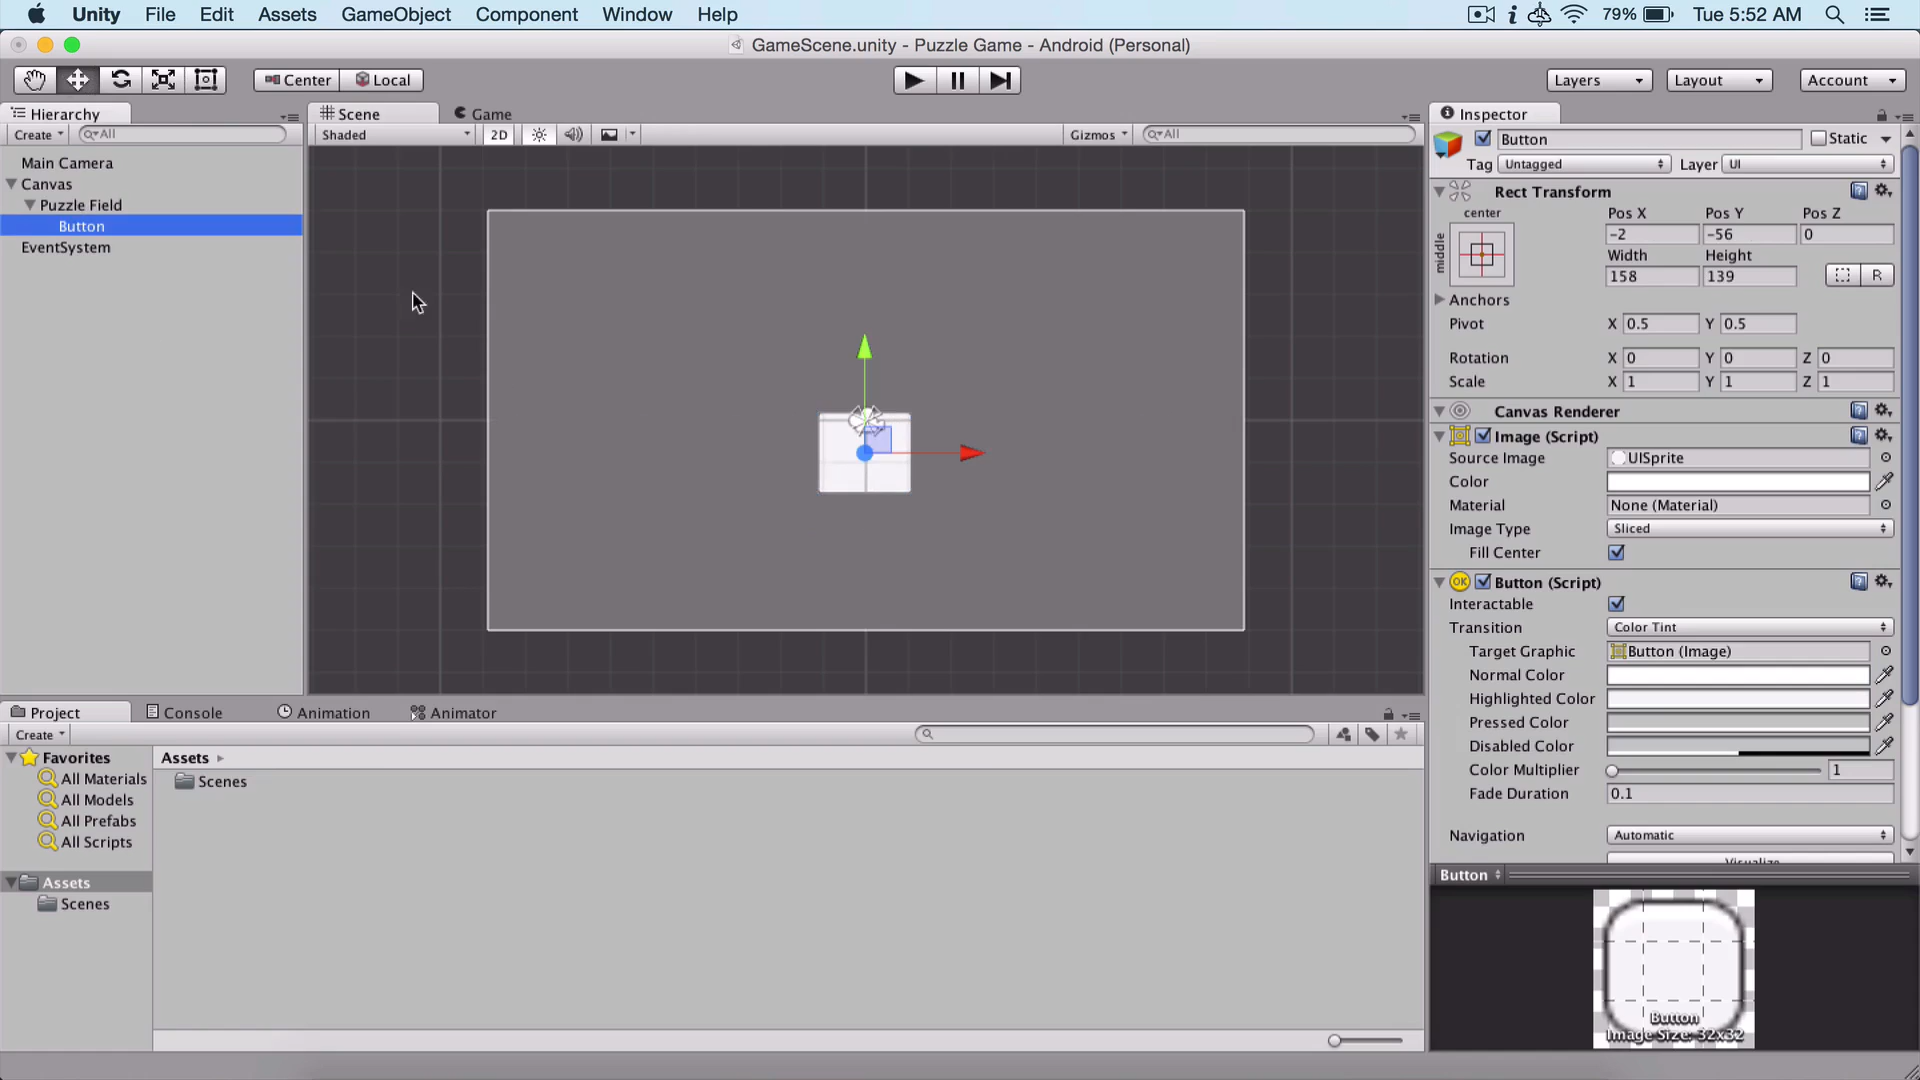 Unity File Edit Assets GameObject Component Window Help 79% Tue 5:52 AM
GameScene.unity - Puzzle Game - Android (Personal)
Center Local Layers Layout Account
Hierarchy
Create All
Main Camera
Canvas
Puzzle Field
Button
EventSystem
Scene Game
Shaded 2D Gizmos All
Inspector
Button Static
Tag Untagged Layer UI
Rect Transform
center
middle
Pos X Pos Y Pos Z
-2 -56 0
Width Height
158 139 R
Anchors
Pivot X 0.5 Y 0.5
Rotation X 0 Y 0 Z 0
Scale X 1 Y 1 Z 1
Canvas Renderer
Image (Script)
Source Image UISprite
Color
Material None (Material)
Image Type Sliced
Fill Center
OK Button (Script)
Interactable
Transition Color Tint
Target Graphic Button (Image)
Normal Color
Highlighted Color
Pressed Color
Disabled Color
Color Multiplier 1
Fade Duration 0.1
Navigation Automatic
Visualize
Button
Button
Image Size: 32x32
Project Console Animation Animator
Create
Favorites
All Materials
All Models
All Prefabs
All Scripts
Assets
Scenes
Assets
Scenes